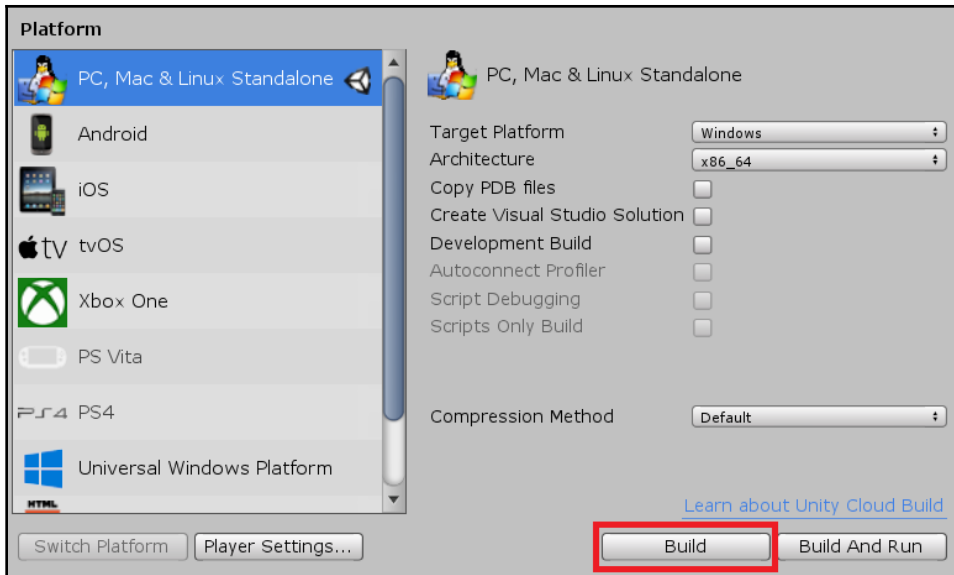 Platform
PC, Mac & Linux Standalone
Android
iOS
tv tvOS
Xbox One
PS Vita
PS4 PS4
Universal Windows Platform
HTML
Switch Platform
Player Settings...
PC, Mac & Linux Standalone
Target Platform Windows
Architecture x86_64
Copy PDB files
Create Visual Studio Solution
Development Build
Autoconnect Profiler
Script Debugging
Scripts Only Build
Compression Method Default
Learn about Unity Cloud Build
Build
Build And Run